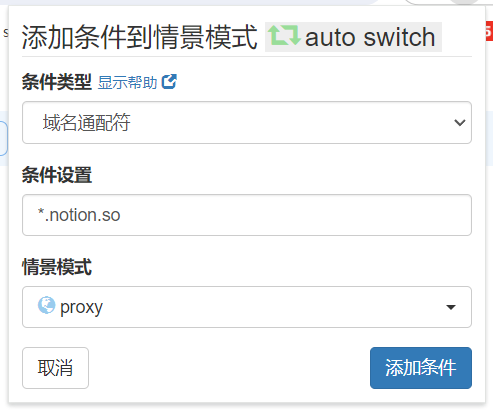 添加条件到情景模式 auto switch
条件类型 显示帮助
域名通配符
条件设置
*.notion.so
情景模式
proxy
取消 添加条件